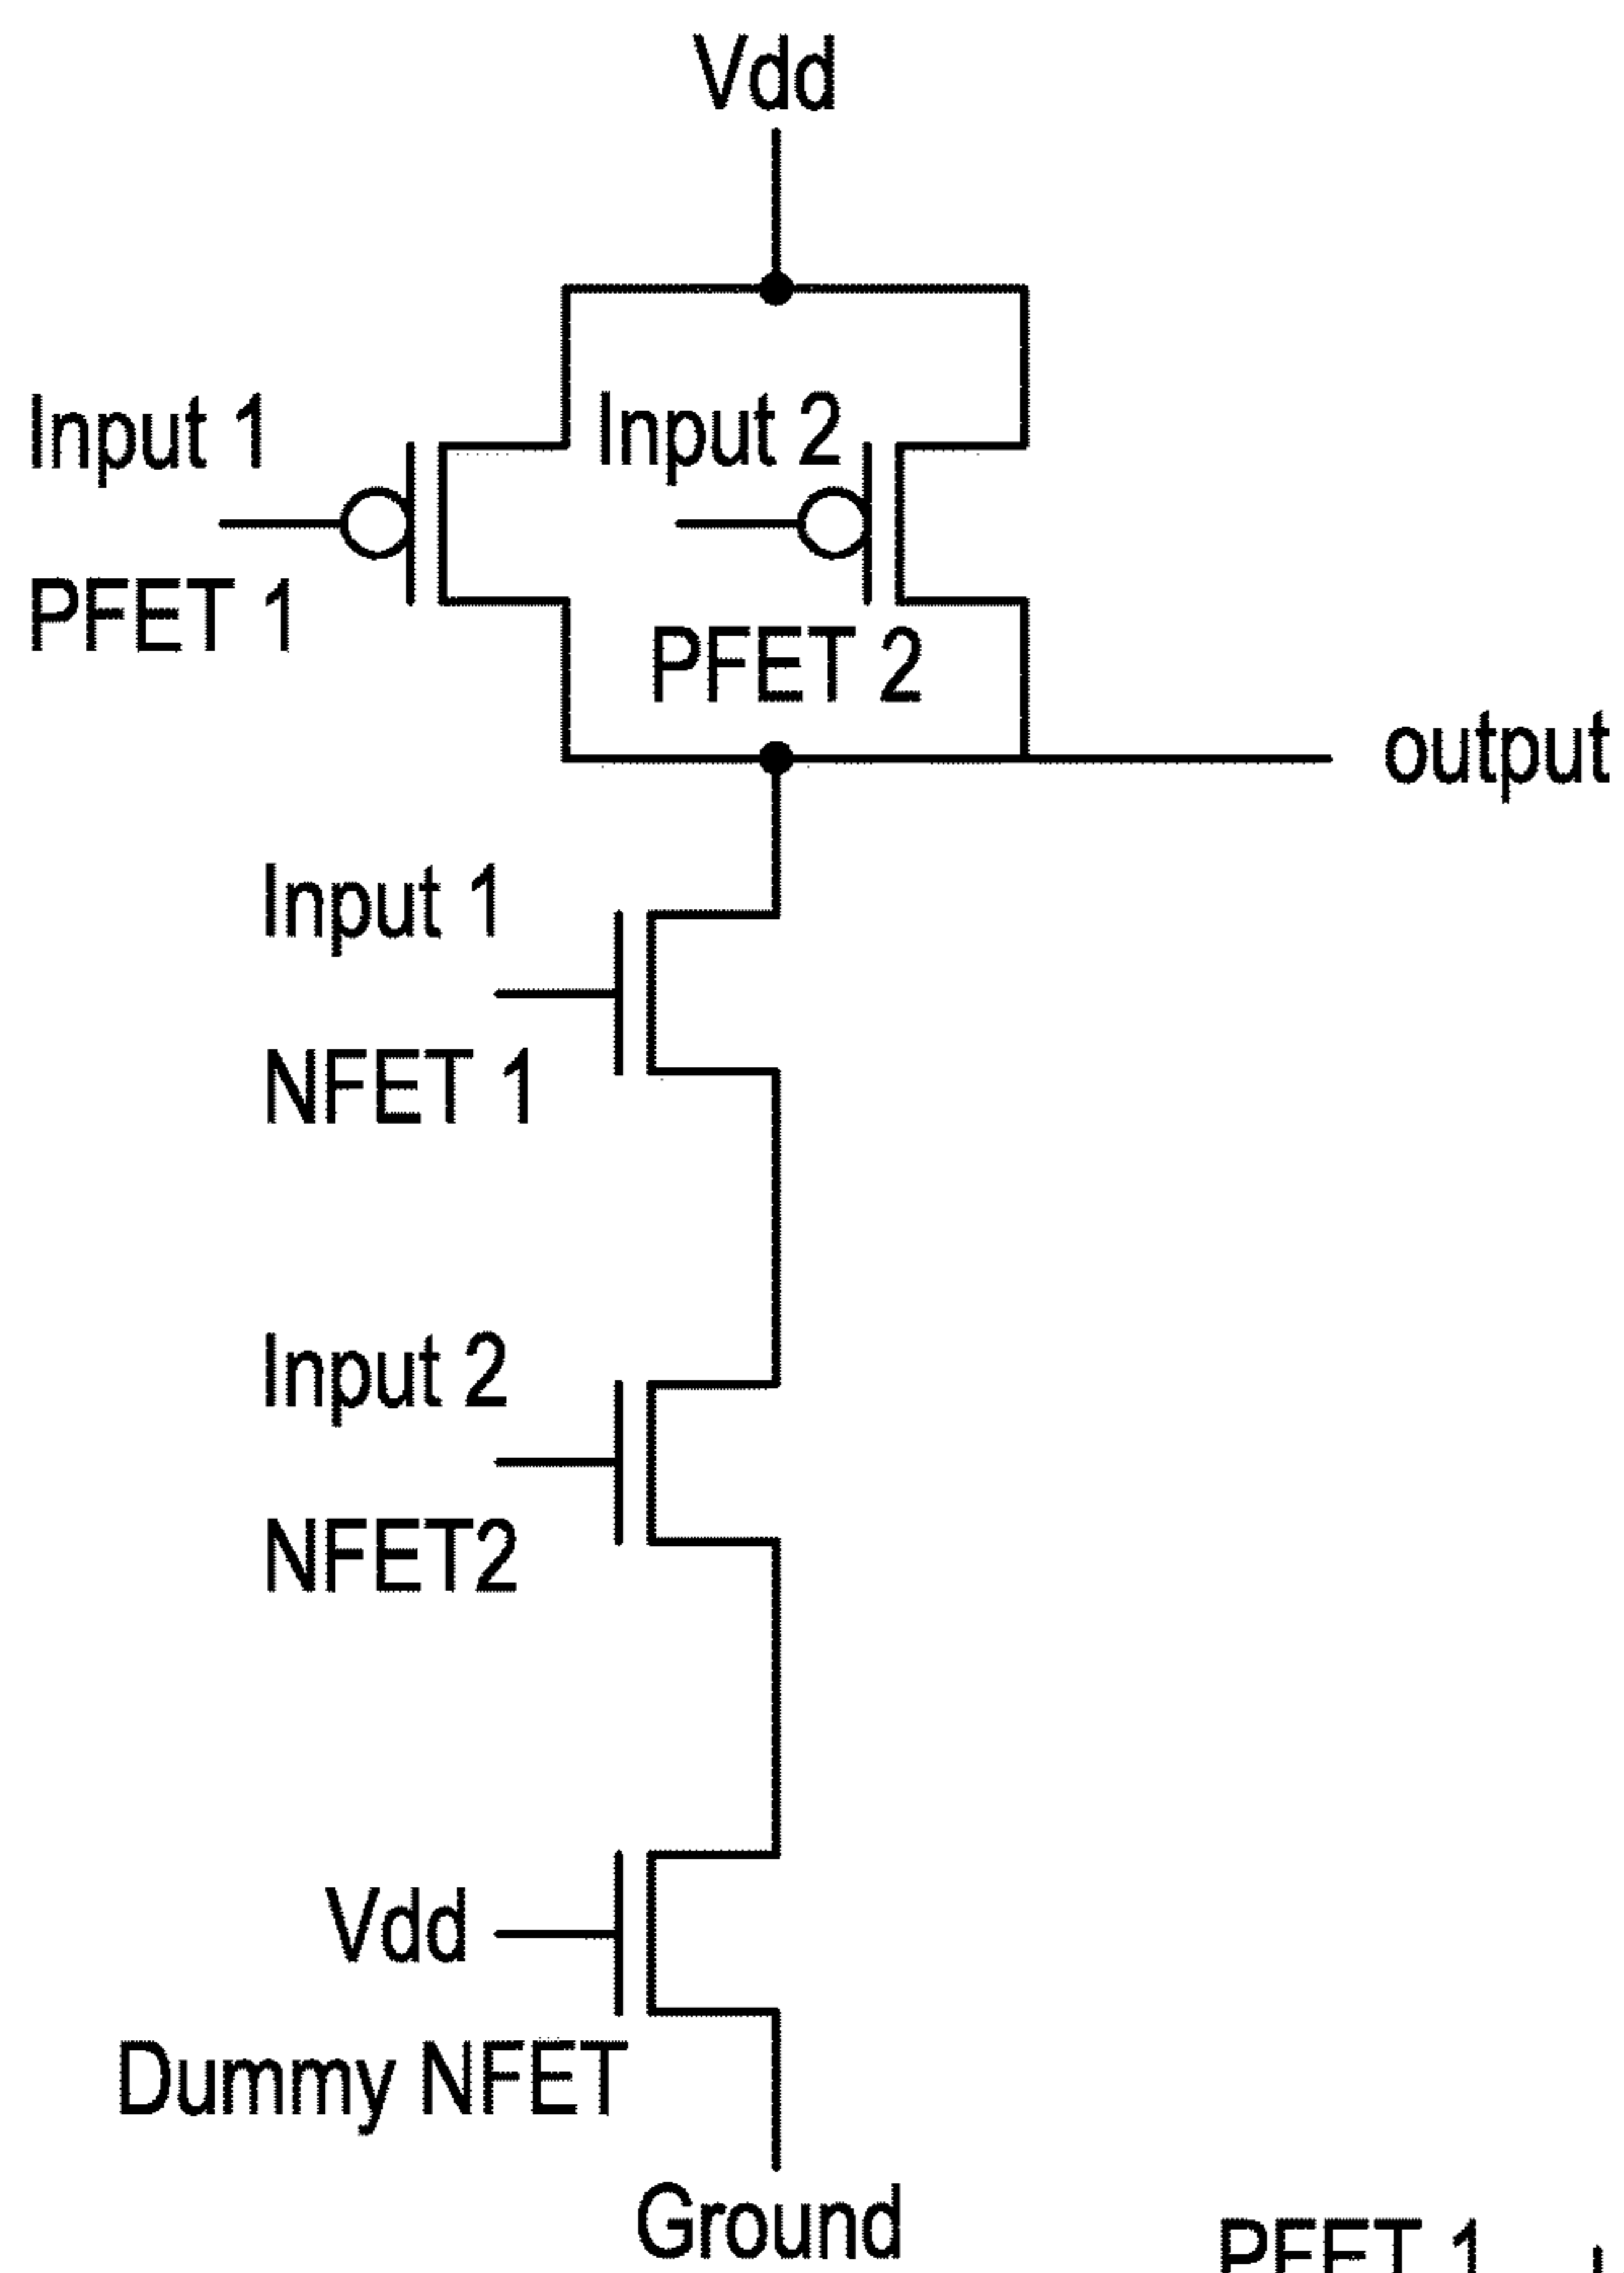 Vdd
Input 1
Input 2
PFET 1
PFET 2
output
Input 1
NFET 1
Input 2
NFET2
Vdd
Dummy NFET
Ground
PFET 1